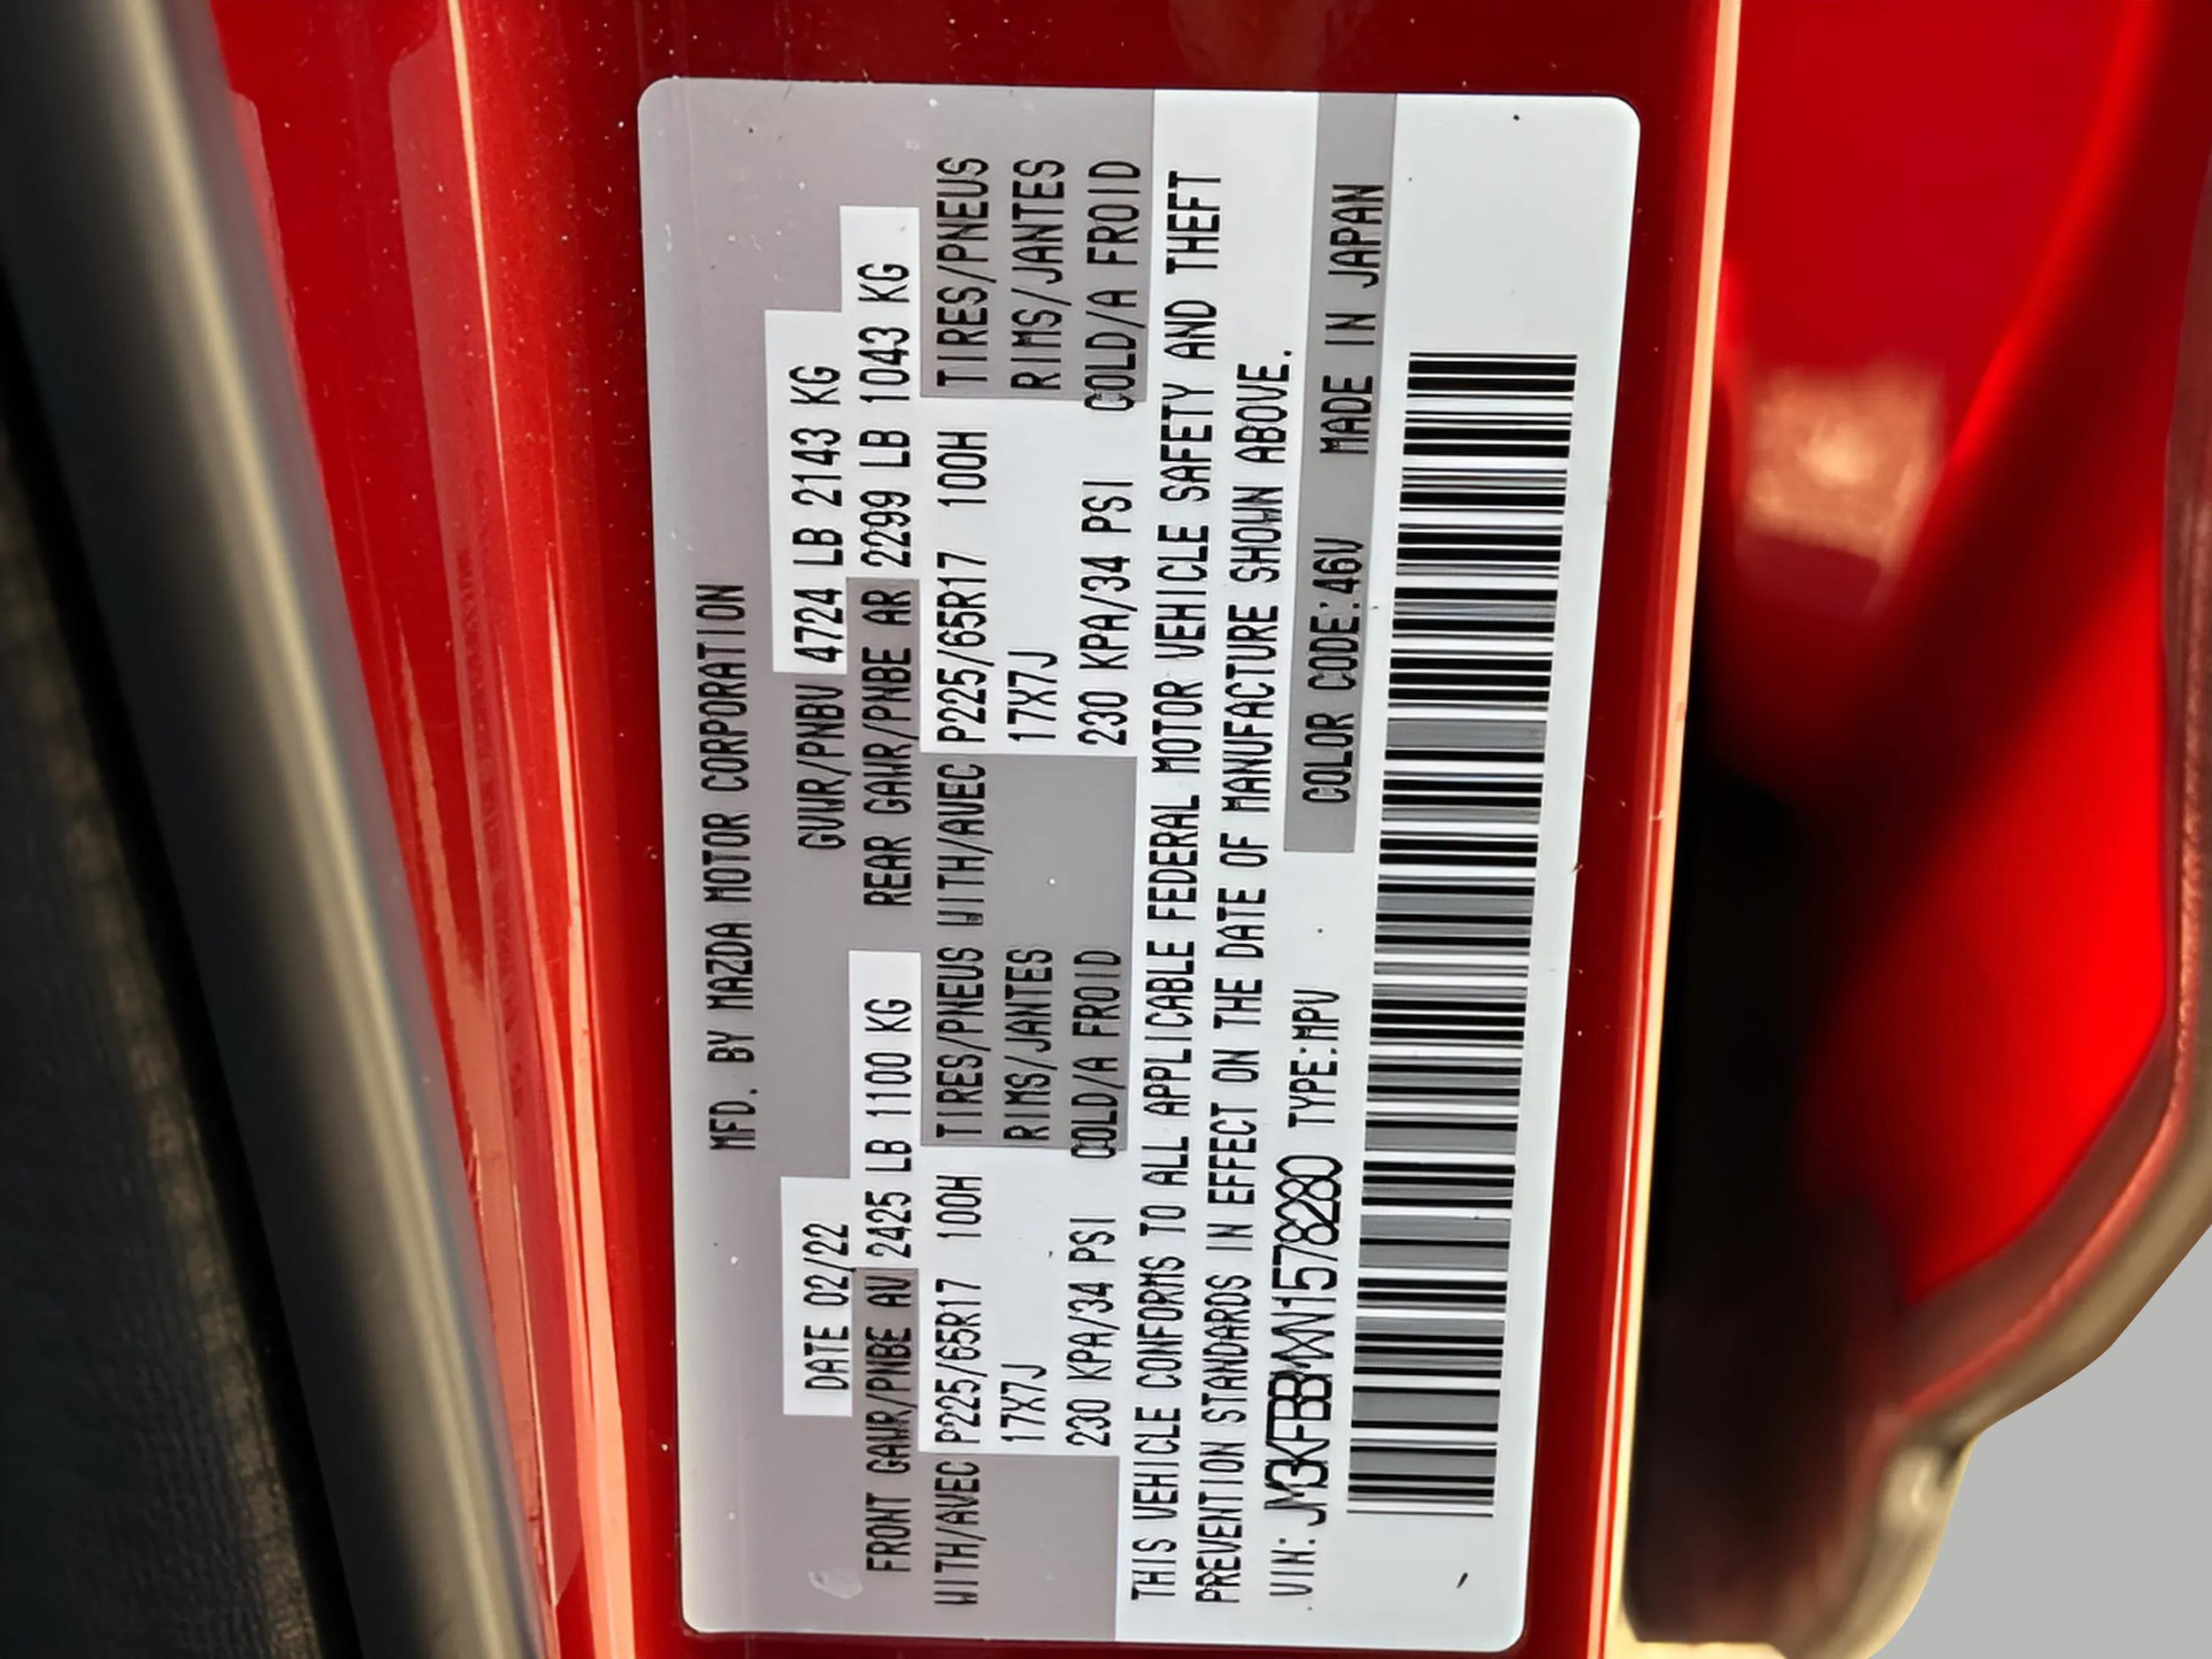 MFD. BY MAZDA MOTOR CORPORATION
DATE 02/22 GVWR/PNBV 4724 LB 2143 KG
FRONT GAWR/PNBE AV 2425 LB 1100 KG REAR GAWR/PNBE AR 2299 LB 1043 KG
WITH/AVEC P225/65R17 100H TIRES/PNEUS WITH/AVEC P225/65R17 100H TIRES/PNEUS
17X7J RIMS/JANTES 17X7J RIMS/JANTES
230 KPA/34 PSI COLD/A FROID 230 KPA/34 PSI COLD/A FROID
THIS VEHICLE CONFORMS TO ALL APPLICABLE FEDERAL MOTOR VEHICLE SAFETY AND THEFT
PREVENTION STANDARDS IN EFFECT ON THE DATE OF MANUFACTURE SHOWN ABOVE.
VIN: JM3KFBBMXN1578280 TYPE:MPV COLOR CODE:46V MADE IN JAPAN